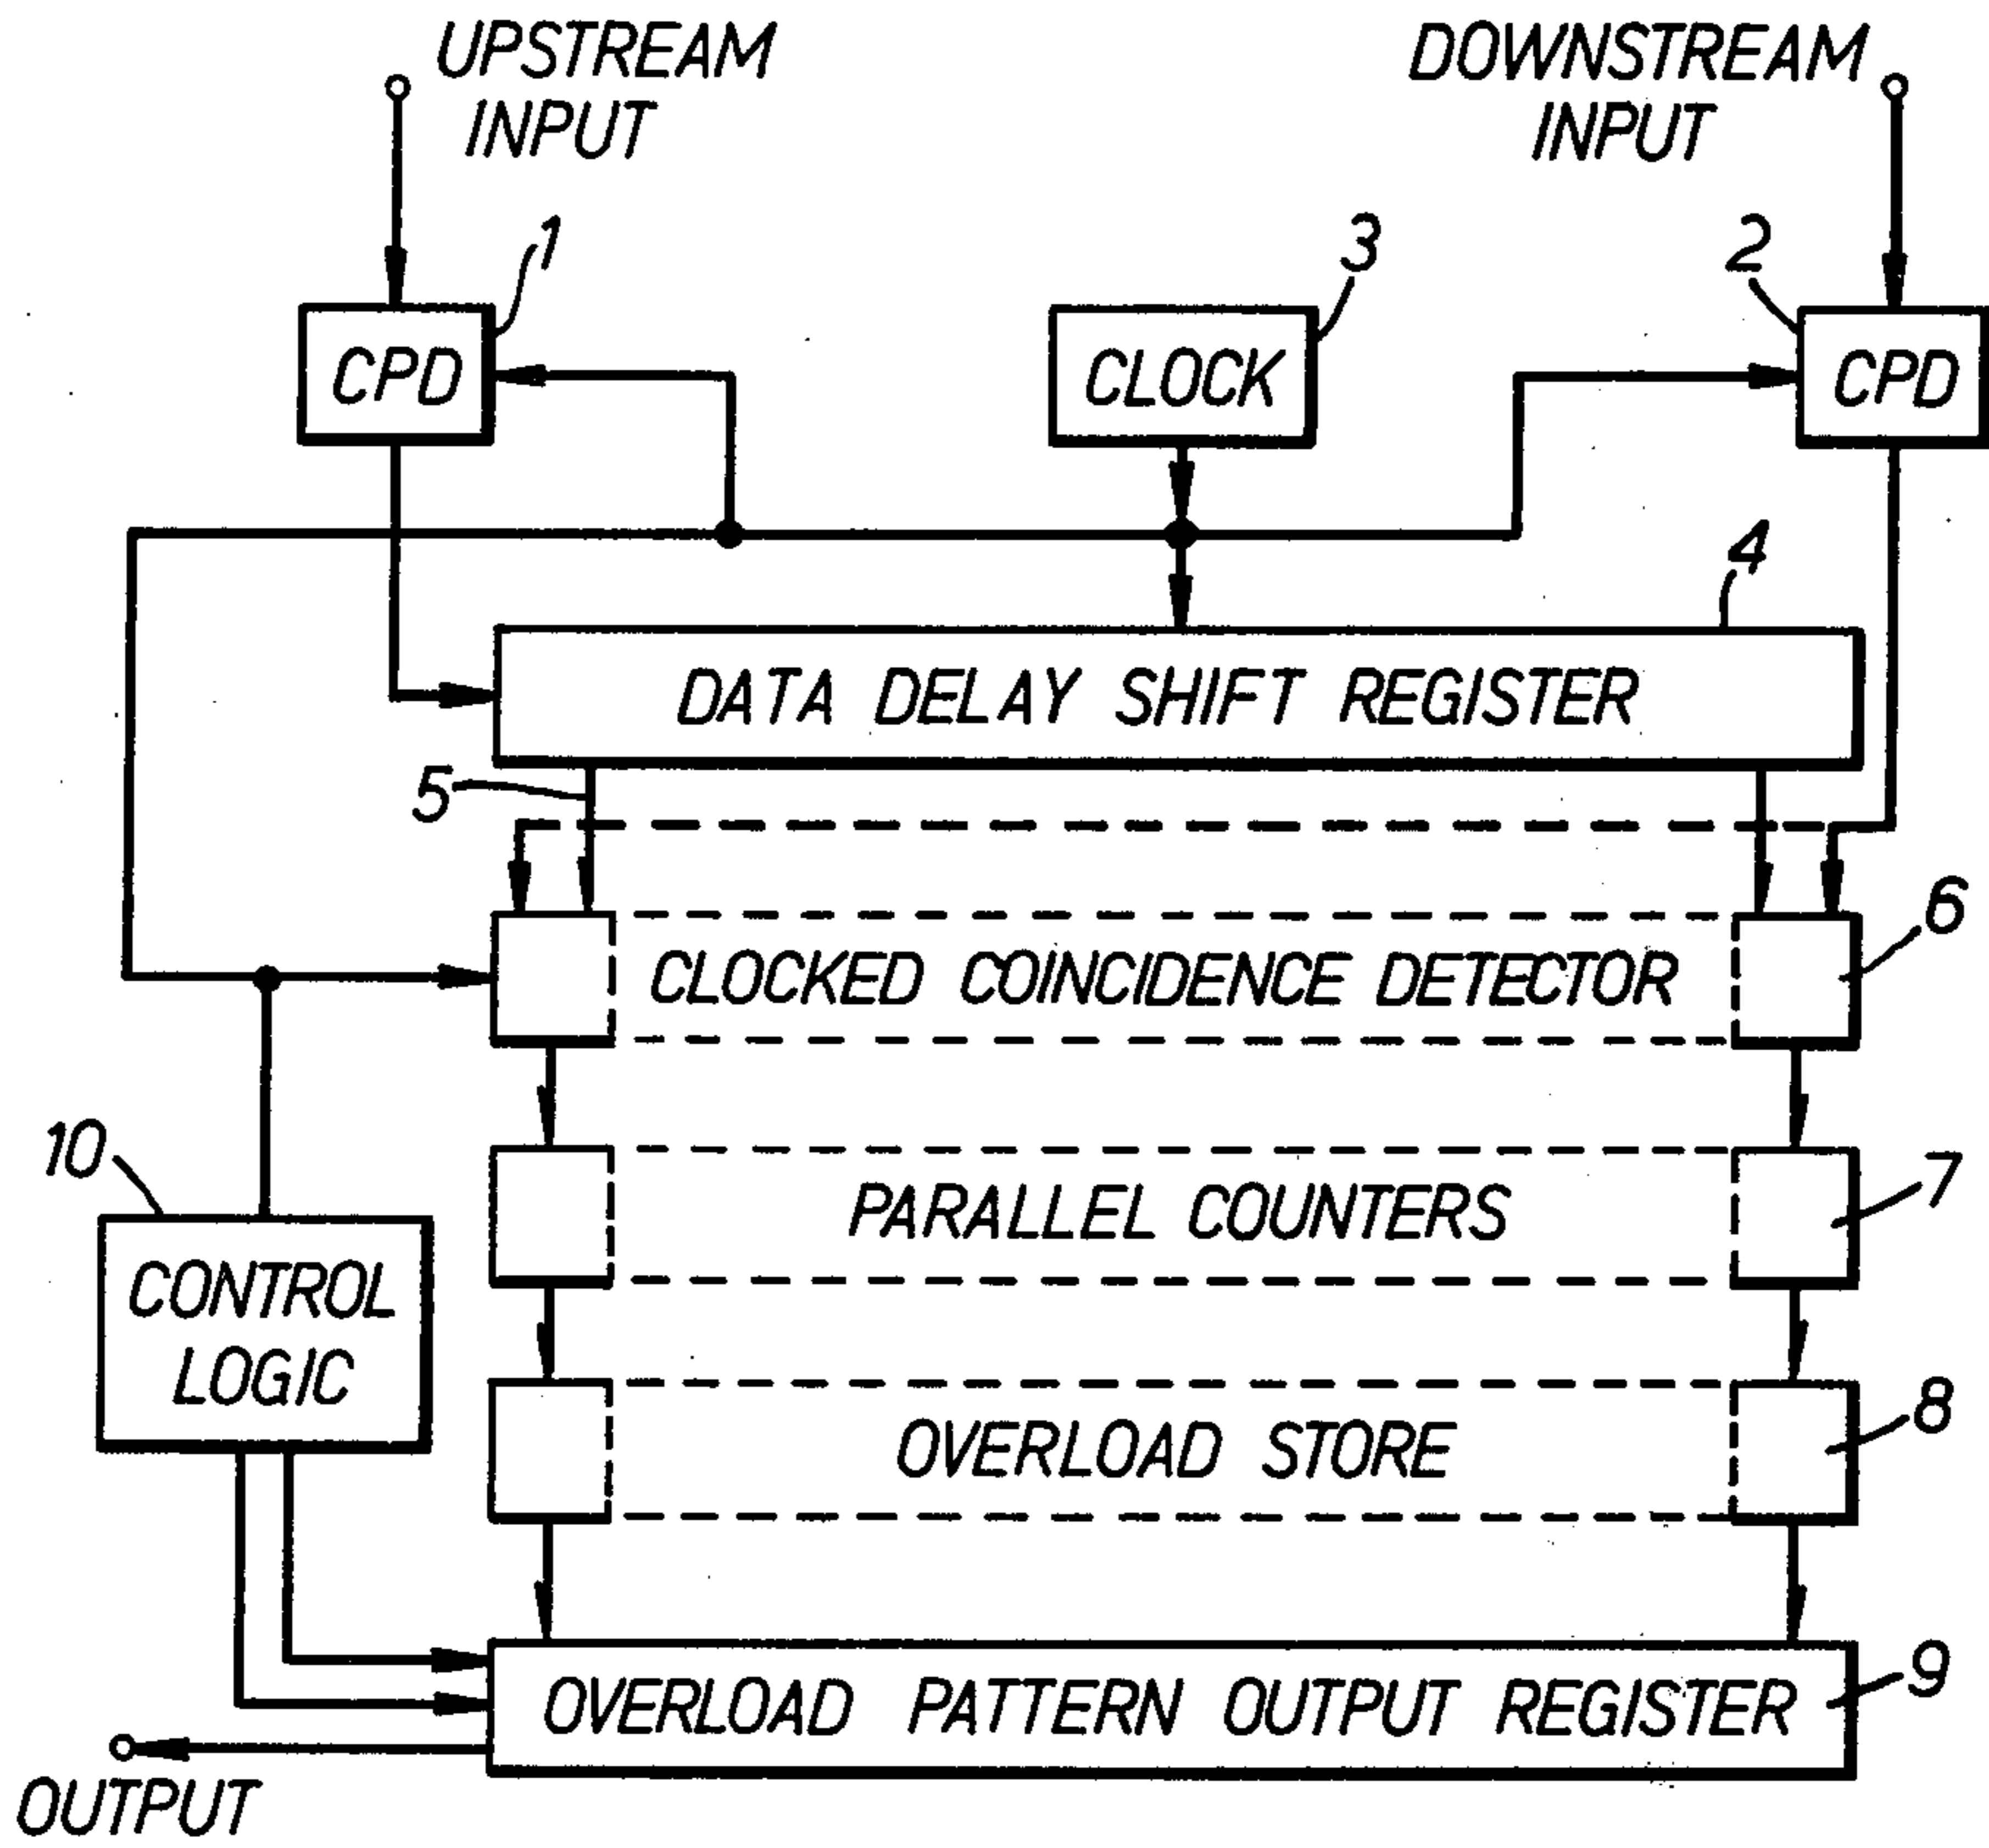 UPSTREAM
INPUT
DOWNSTREAM
INPUT
1
3
2
CPD
CLOCK
CPD
4
DATA DELAY SHIFT REGISTER
5
6
CLOCKED COINCIDENCE DETECTOR
10
7
PARALLEL COUNTERS
CONTROL
LOGIC
8
OVERLOAD STORE
9
OVERLOAD PATTERN OUTPUT REGISTER
OUTPUT